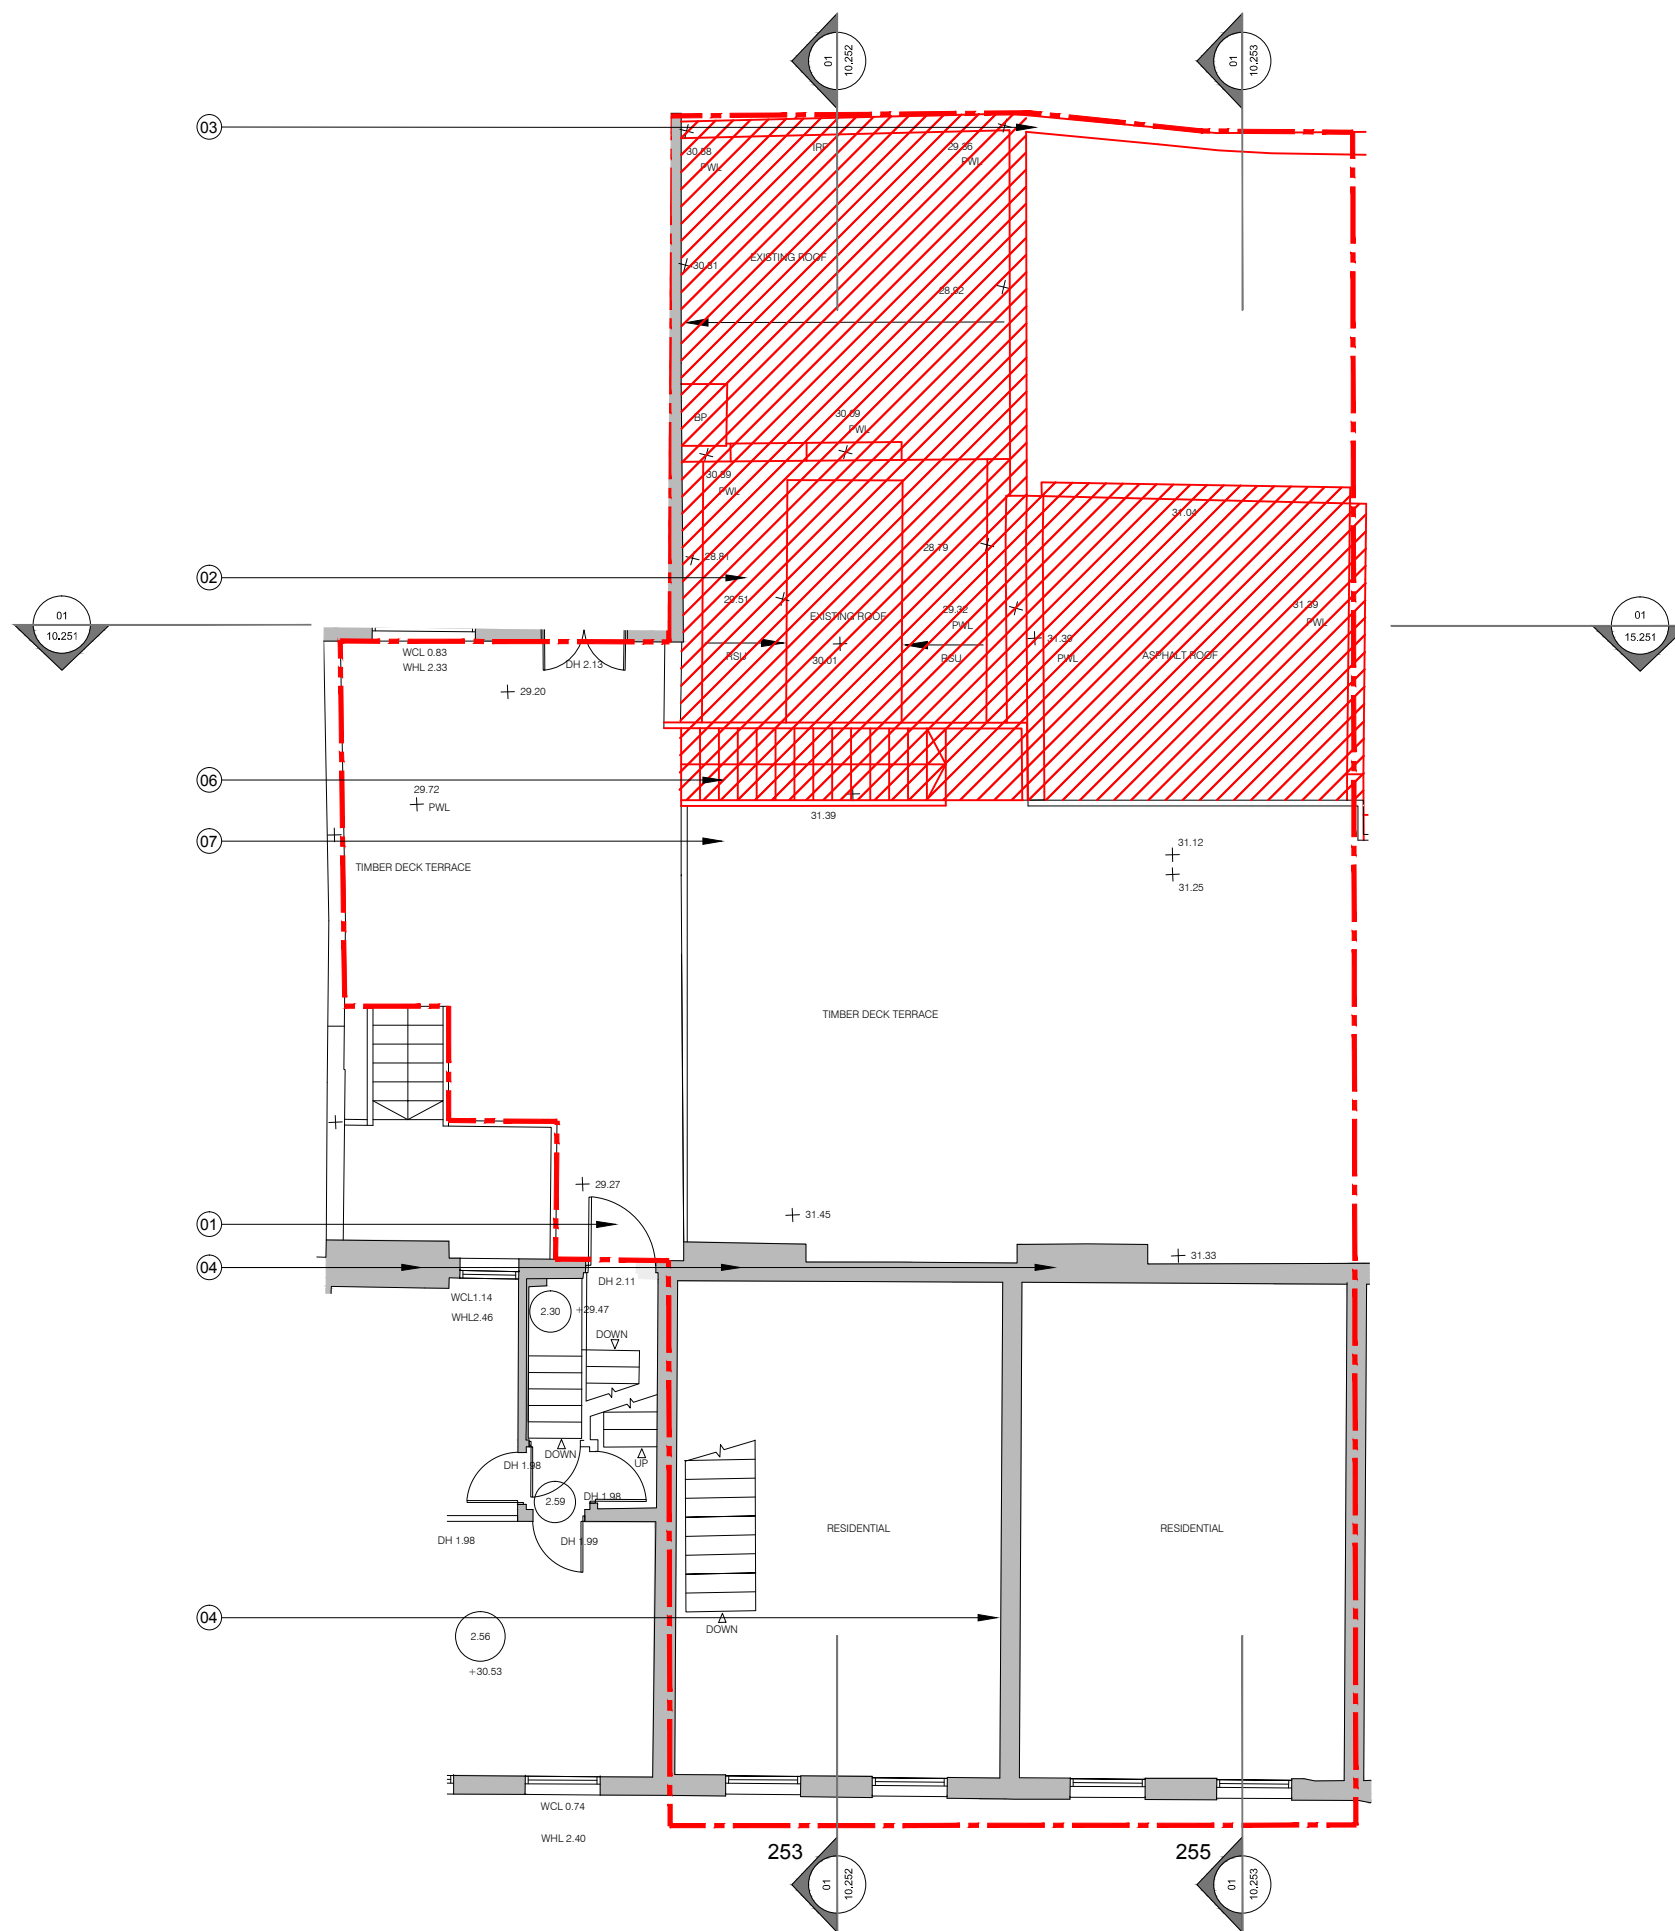 01
10.252
01
10.253
03
30.38
PWL
IRF
29.36
PWL
30.31
EXISTING ROOF
28.92
BP
30.09
PWL
30.39
PWL
31.04
28.79
28.81
02
29.51
EXISTING ROOF
29.32
PWL
31.39
PWL
01
10.251
01
15.251
31.39
PWL
ASPHALT ROOF
RSU
30.01
RSU
WCL 0.83
WHL 2.33
DH 2.13
29.20
06
29.72
PWL
31.39
07
31.12
31.25
TIMBER DECK TERRACE
TIMBER DECK TERRACE
29.27
31.45
01
31.33
04
DH 2.11
WCL1.14
WHL2.46
2.30
+29.47
DOWN
DOWN
UP
DH 1.98
2.59
DH 1.98
DH 1.98
DH 1.99
RESIDENTIAL
RESIDENTIAL
04
DOWN
2.56
+30.53
WCL 0.74
WHL 2.40
253
255
01
10.252
01
10.253